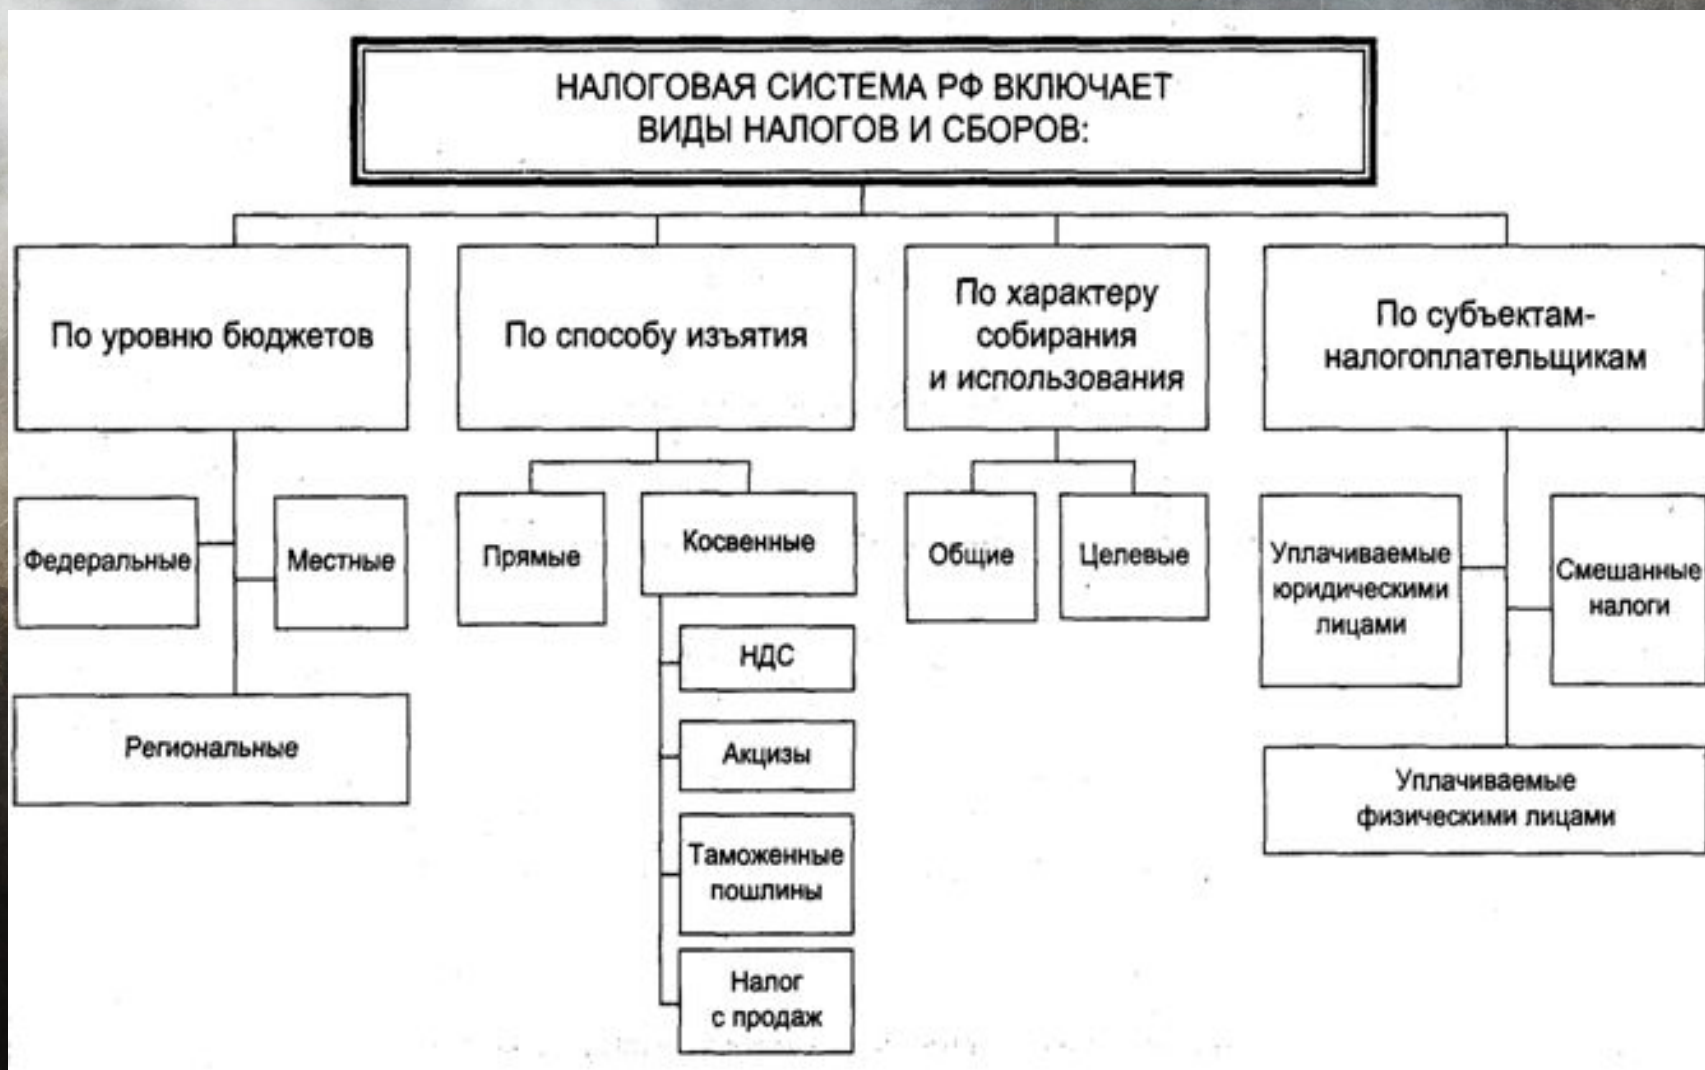 НАЛОГОВАЯ СИСТЕМА РФ ВКЛЮЧАЕТ
ВИДЫ НАЛОГОВ И СБОРОВ:
По уровню бюджетов
Федеральные
Местные
Региональные
По способу изъятия
Прямые
Косвенные
НДС
Акцизы
Таможенные
пошлины
Налог
с продаж
По характеру
собирания
и использования
Общие
Целевые
По субъектам-
налогоплательщикам
Уплачиваемые
юридическими
лицами
Смешанные
налоги
Уплачиваемые
физическими лицами